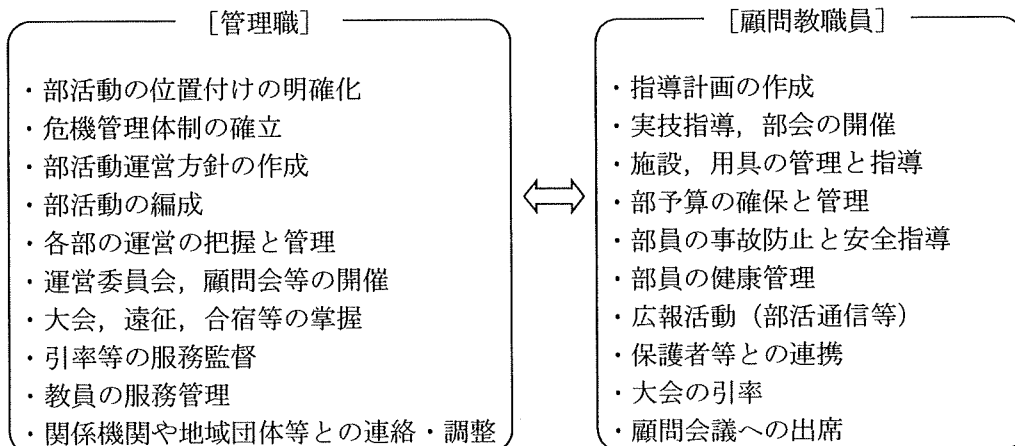 [管理職]
・部活動の位置付けの明確化
・危機管理体制の確立
・部活動運営方針の作成
・部活動の編成
・各部の運営の把握と管理
・運営委員会，顧問会等の開催
・大会，遠征，合宿等の掌握
・引率等の服務監督
・教員の服務管理
・関係機関や地域団体等との連絡・調整
[顧問教職員]
・指導計画の作成
・実技指導，部会の開催
・施設，用具の管理と指導
・部予算の確保と管理
・部員の事故防止と安全指導
・部員の健康管理
・広報活動（部活通信等）
・保護者等との連携
・大会の引率
・顧問会議への出席